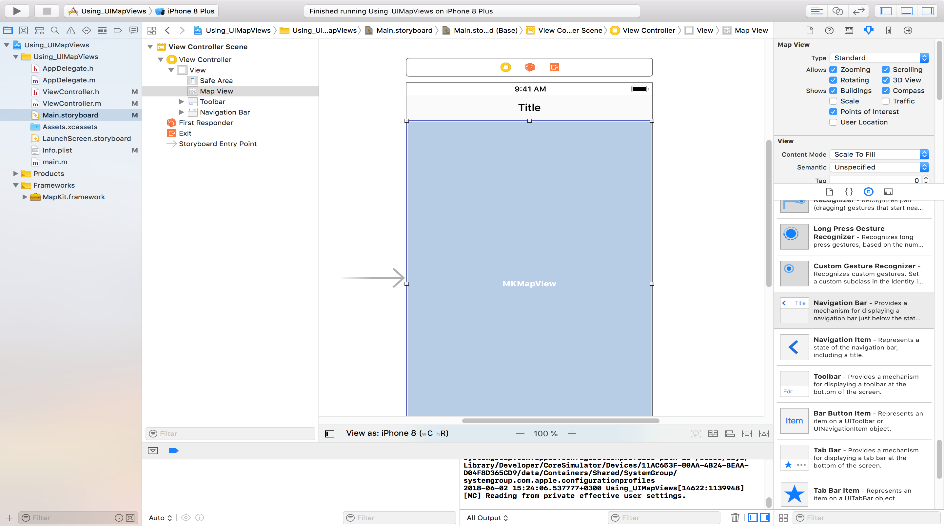 Using_UIMapViews
iPhone 8 Plus
Finished running Using_UIMapViews on iPhone 8 Plus
Using_UIMapViews
Using_UI...apViews
Main.storyboard
Main.sto...d (Base)
View Co...er Scene
View Controller
View
Map View
Using_UIMapViews
Using_UIMapViews
AppDelegate.h
AppDelegate.m
ViewController.h M
ViewController.m M
Main.storyboard M
Assets.xcassets
LaunchScreen.storyboard
Info.plist M
main.m
Products
Frameworks
MapKit.framework
Filter
View Controller Scene
View Controller
View
Safe Area
Map View
Toolbar
Navigation Bar
First Responder
Exit
Storyboard Entry Point
Filter
9:41 AM
Title
MKMapView
View as: iPhone 8
100 %
Auto
Filter
Library/Developer/CoreSimulator/Devices/11AC6D3F-00AA-4B24-BEAA-
D04F8D365CD9/data/Containers/Shared/SystemGroup/
systemgroup.com.apple.configurationprofiles
2018-06-02 15:24:06.537777+0300 Using_UIMapViews[14622:1139948]
[MC] Reading from private effective user settings.
All Output
Filter
Map View
Type Standard
Allows Zooming Scrolling
Rotating 3D View
Shows Buildings Compass
Scale Traffic
Points of Interest
User Location
View
Content Mode Scale To Fill
Semantic Unspecified
Tag 0
Recognizer - Recognizes pan
(dragging) gestures that start nea...
Long Press Gesture
Recognizer - Recognizes long
press gestures, based on the num...
Custom Gesture Recognizer -
Recognizes custom gestures. Set
a custom subclass in the identity i...
Title
Navigation Bar - Provides a
mechanism for displaying a
navigation bar just below the stat...
Navigation Item - Represents a
state of the navigation bar,
including a title.
Bar
Toolbar - Provides a mechanism
for displaying a toolbar at the
bottom of the screen.
Item
Bar Button Item - Represents an
item on a UIToolbar or
UINavigationItem object.
Tab Bar - Provides a mechanism
for displaying a tab bar at the
bottom of the screen.
Tab Bar Item - Represents an
item on a UITabBar object
Filter